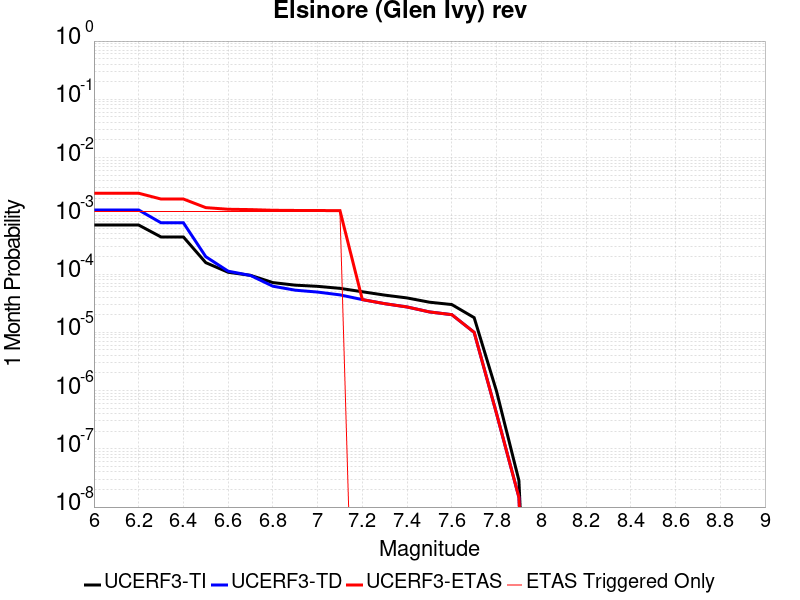 Elsinore (Glen Ivy) rev
10^0
10^-1
10^-2
10^-3
10^-4
10^-5
10^-6
10^-7
10^-8
1 Month Probability
6 6.2 6.4 6.6 6.8 7 7.2 7.4 7.6 7.8 8 8.2 8.4 8.6 8.8 9
Magnitude
UCERF3-TI UCERF3-TD UCERF3-ETAS ETAS Triggered Only